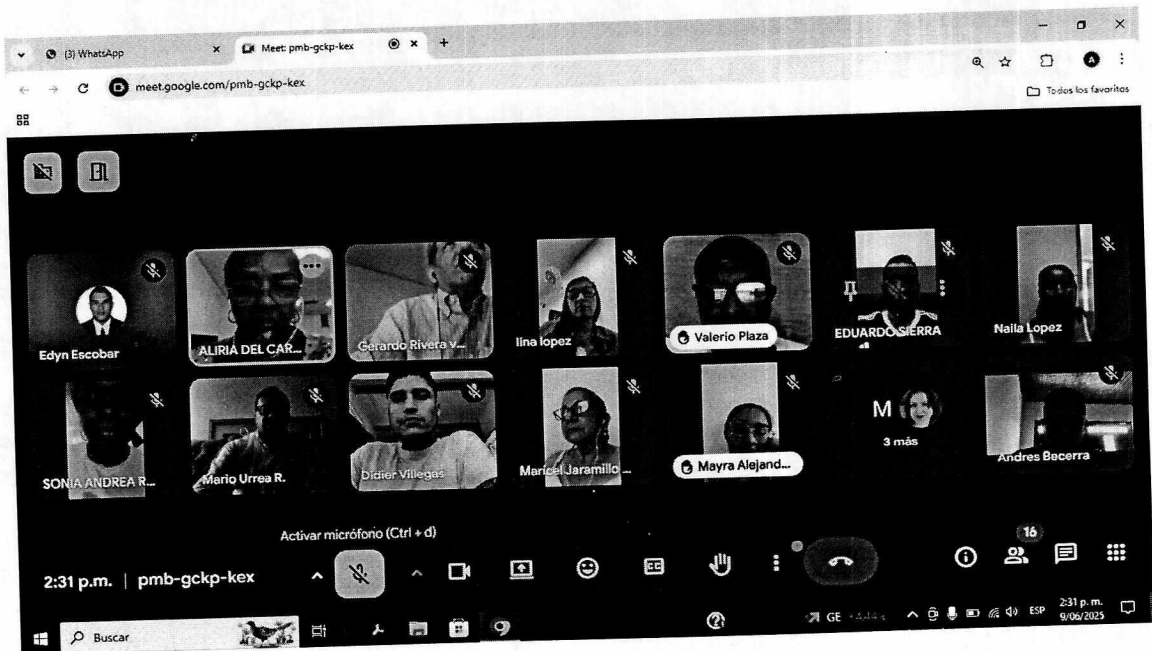 (3) WhatsApp
Meet: pmb-gckp-kex
meet.google.com/pmb-gckp-kex
A
Todos los favoritos
Edyn Escobar
ALIRIA DEL CAR...
Gerardo Rivera v...
lina lopez
Valerio Plaza
EDUARDO SIERRA
Naila Lopez
SONIA ANDREA R...
Mario Urrea R.
Didier Villegas
Maricel Jaramillo ...
Mayra Alejand...
M
3 más
Andres Becerra
Activar micrófono (Ctrl + d)
16
2:31 p.m. | pmb-gckp-kex
Buscar
GE
ESP
2:31 p. m.
9/06/2025